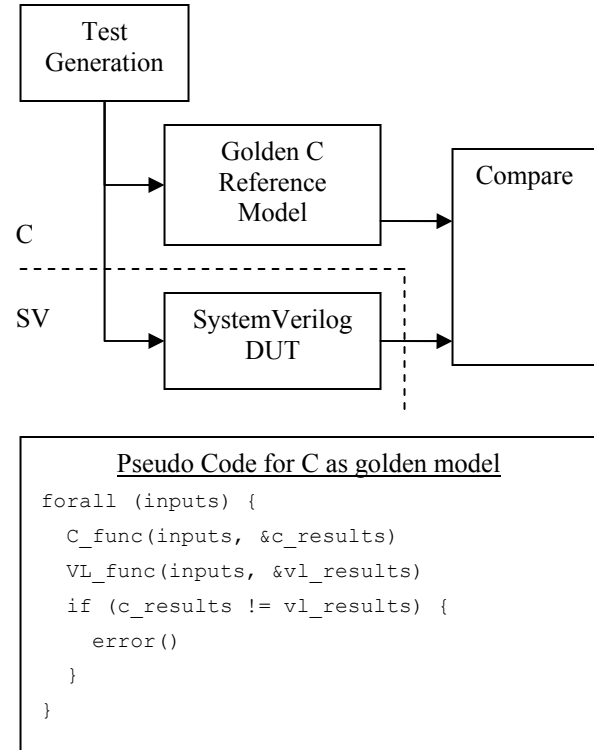 Test
Generation
Golden C
Reference
Model
Compare
C
SV
SystemVerilog
DUT
Pseudo Code for C as golden model
forall (inputs) {
C_func(inputs, &c_results)
VL_func(inputs, &vl_results)
if (c_results != vl_results) {
error()
}
}